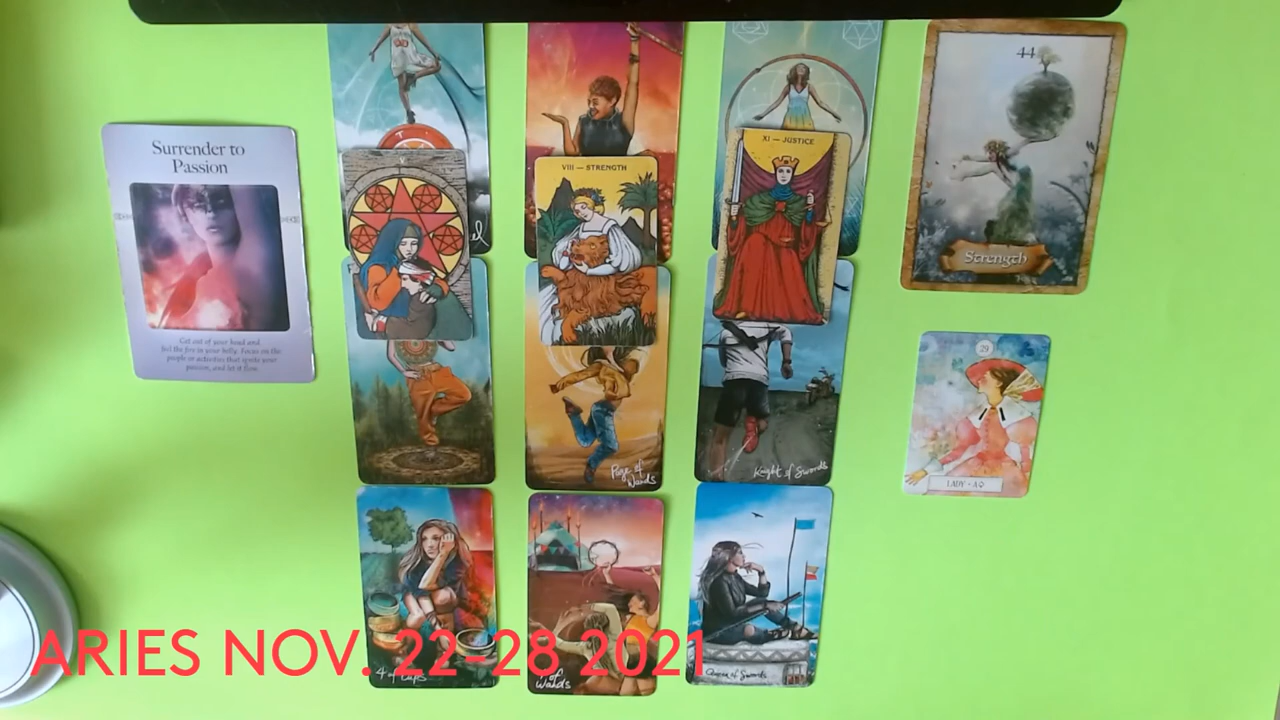 Surrender to
Passion
Get out of your head and
feel the fire in your belly. Focus on the
people or activities that ignite your
passion, and let it flow.
V
VIII — STRENGTH
XI — JUSTICE
44
Strength
29
LADY - A♀
Page of
Wands
Knight of Swords
4 of Cups
of
Wands
Queen of Swords
ARIES NOV. 22-28 2021